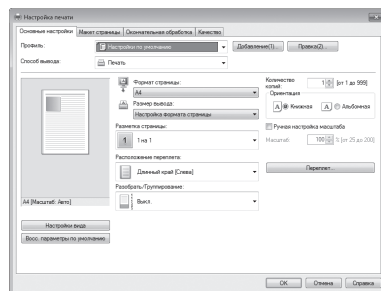 Настройка печати
Основные настройки Макет страницы Окончательная обработка Качество
Профиль: Настройки по умолчанию Добавление(1)... Правка(2)...
Способ вывода: Печать
Формат страницы:
A4
Размер вывода:
Настройка формата страницы
Количество копий: 1 [от 1 до 999]
Ориентация
A Книжная A Альбомная
Разметка страницы:
1 1 на 1
Ручная настройка масштаба
Масштаб: 100 % [от 25 до 200]
Расположение переплета:
Длинный край [Слева]
Переплет...
Разобрать/Группирование:
Выкл.
A4 [Масштаб: Авто]
Настройки вида
Восс. параметры по умолчанию
OK Отмена Справка